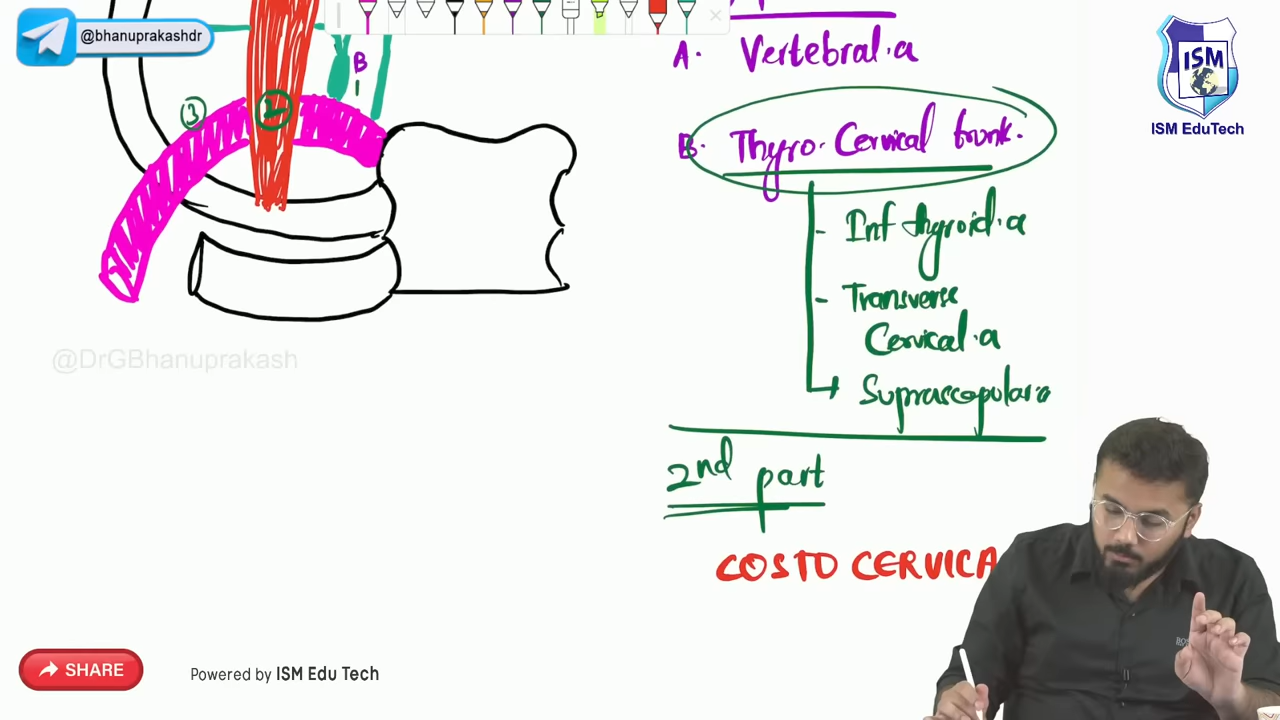 @bhanuprakashdr
A. Vertebral.a
B. Thyro-Cervical trunk.
- Inf thyroid.a
- Transverse
Cervical.a
Suprascapular.a
2nd part
COSTO CERVICA
B
1
2
3
@DrGBhanuprakash
SHARE
Powered by ISM Edu Tech
ISM
ISM EduTech